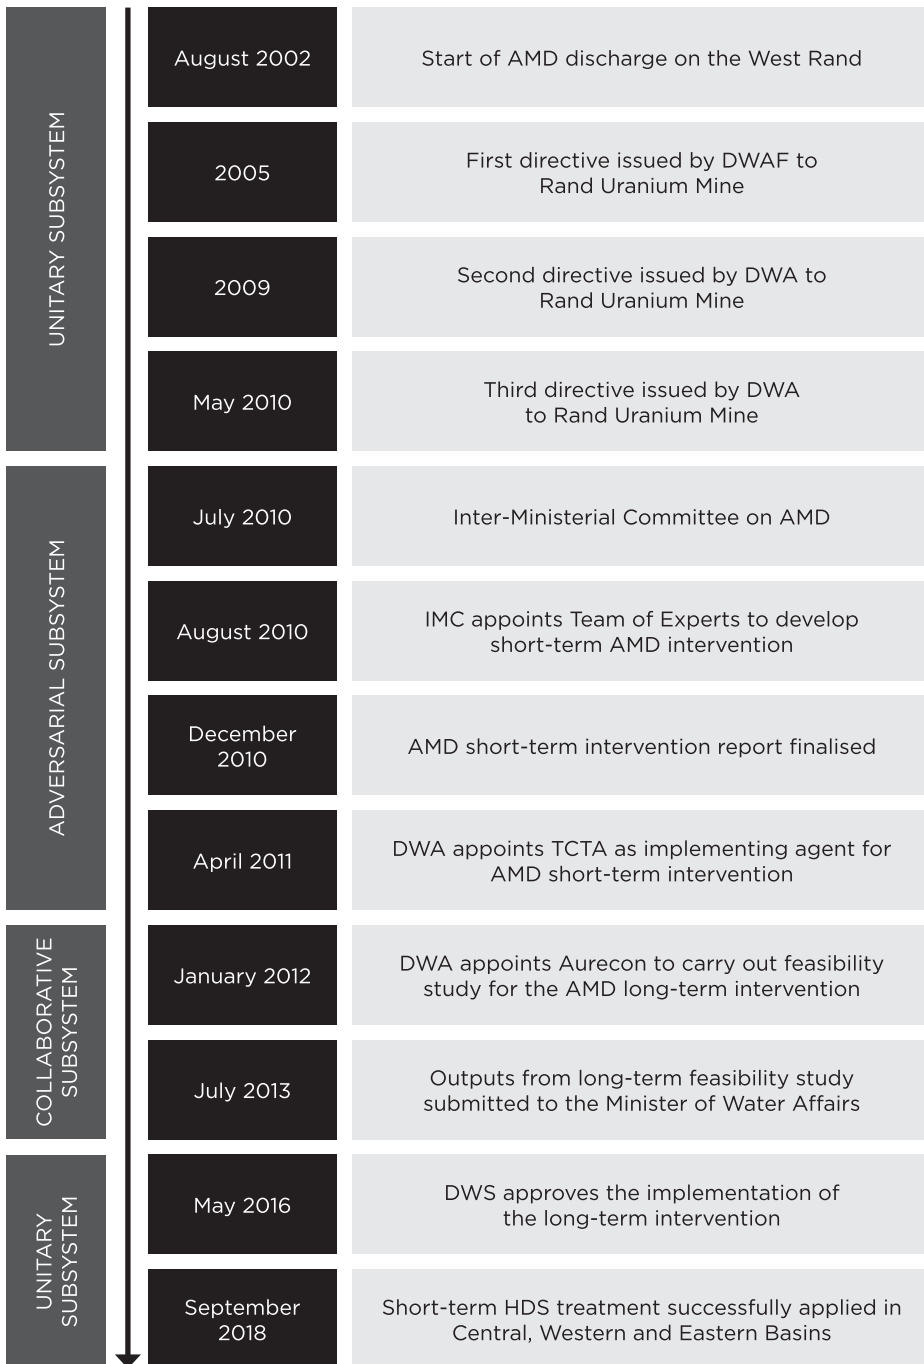 UNITARY SUBSYSTEM
August 2002
Start of AMD discharge on the West Rand
2005
First directive issued by DWAF to
Rand Uranium Mine
2009
Second directive issued by DWA to
Rand Uranium Mine
May 2010
Third directive issued by DWA
to Rand Uranium Mine
ADVERSARIAL SUBSYSTEM
July 2010
Inter-Ministerial Committee on AMD
August 2010
IMC appoints Team of Experts to develop
short-term AMD intervention
December
2010
AMD short-term intervention report finalised
April 2011
DWA appoints TCTA as implementing agent for
AMD short-term intervention
COLLABORATIVE
SUBSYSTEM
January 2012
DWA appoints Aurecon to carry out feasibility
study for the AMD long-term intervention
July 2013
Outputs from long-term feasibility study
submitted to the Minister of Water Affairs
UNITARY
SUBSYSTEM
May 2016
DWS approves the implementation of
the long-term intervention
September
2018
Short-term HDS treatment successfully applied in
Central, Western and Eastern Basins